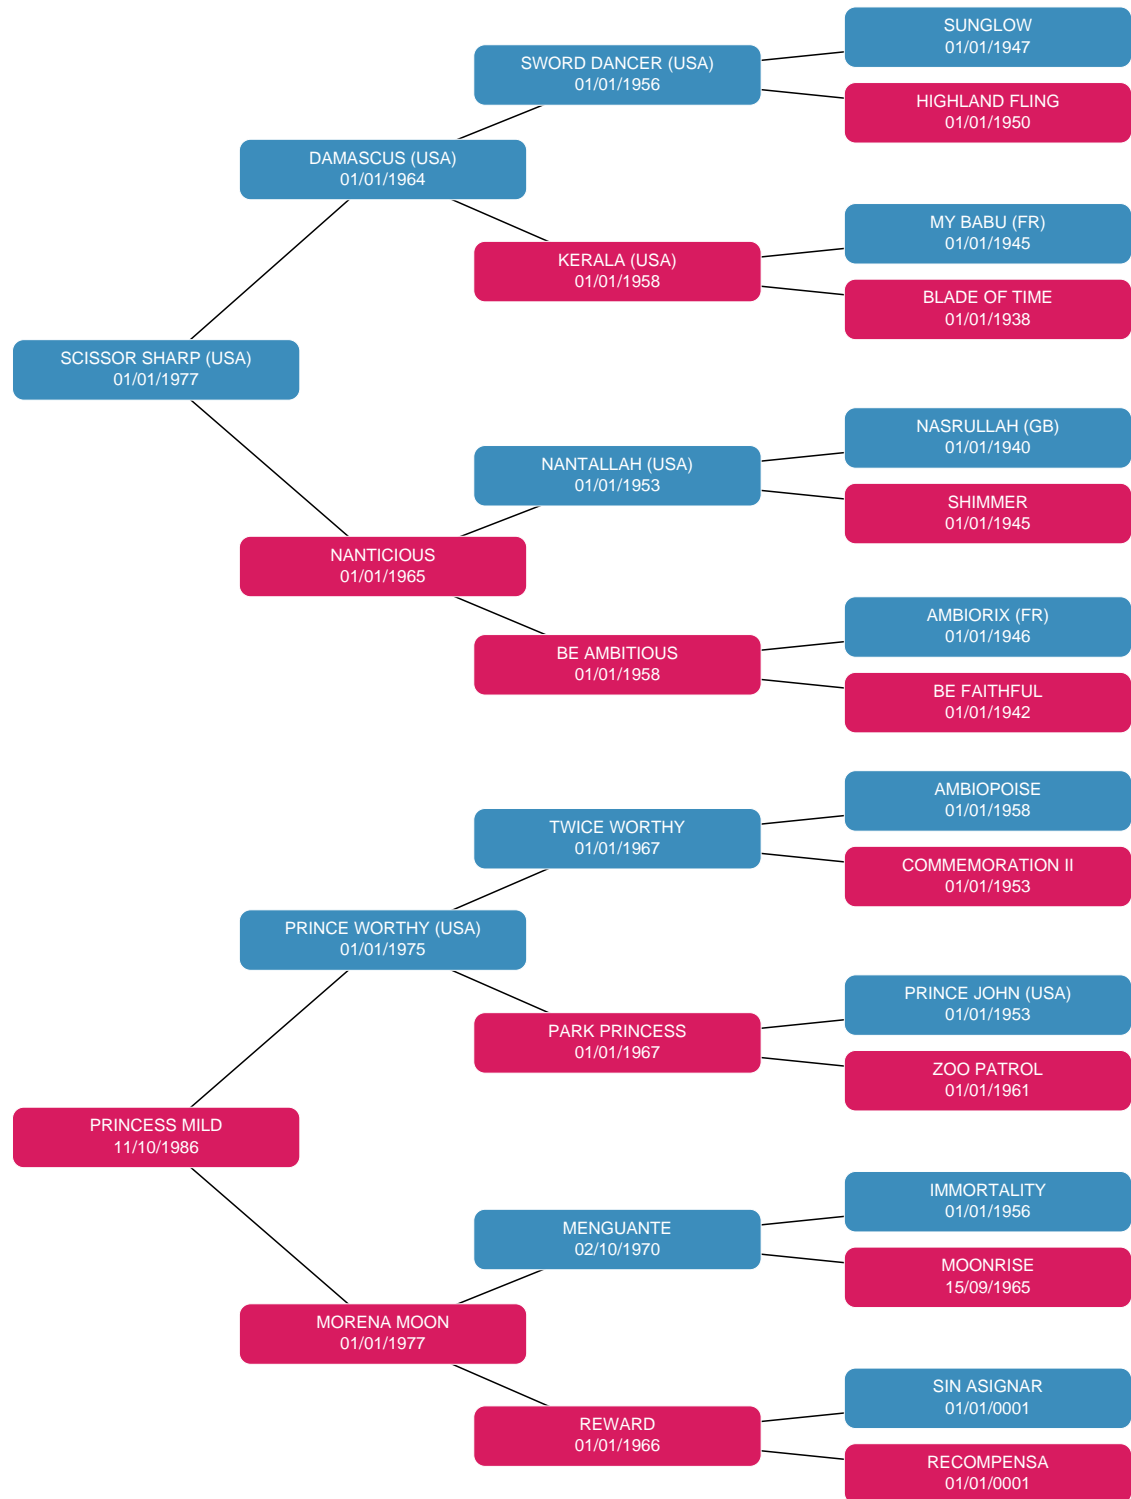 SUNGLOW
01/01/1947
SWORD DANCER (USA)
01/01/1956
HIGHLAND FLING
01/01/1950
DAMASCUS (USA)
01/01/1964
MY BABU (FR)
01/01/1945
KERALA (USA)
01/01/1958
BLADE OF TIME
01/01/1938
SCISSOR SHARP (USA)
01/01/1977
NASRULLAH (GB)
01/01/1940
NANTALLAH (USA)
01/01/1953
SHIMMER
01/01/1945
NANTICIOUS
01/01/1965
AMBIORIX (FR)
01/01/1946
BE AMBITIOUS
01/01/1958
BE FAITHFUL
01/01/1942
AMBIOPOISE
01/01/1958
TWICE WORTHY
01/01/1967
COMMEMORATION II
01/01/1953
PRINCE WORTHY (USA)
01/01/1975
PRINCE JOHN (USA)
01/01/1953
PARK PRINCESS
01/01/1967
ZOO PATROL
01/01/1961
PRINCESS MILD
11/10/1986
IMMORTALITY
01/01/1956
MENGUANTE
02/10/1970
MOONRISE
15/09/1965
MORENA MOON
01/01/1977
SIN ASIGNAR
01/01/0001
REWARD
01/01/1966
RECOMPENSA
01/01/0001